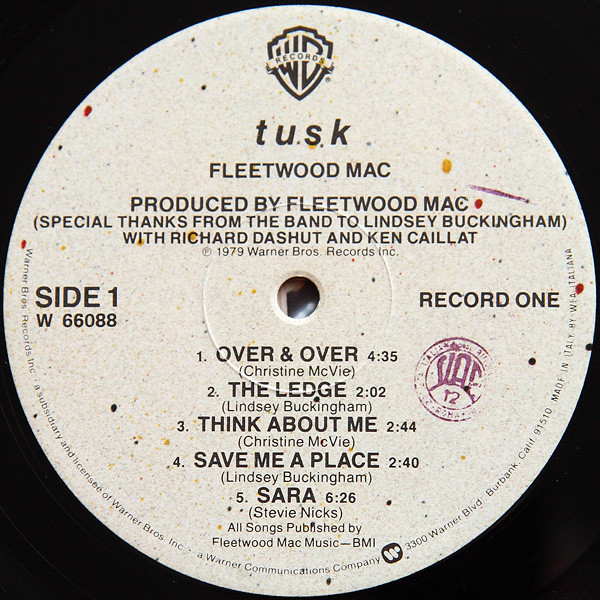 WB
RECORDS
®
tusk
FLEETWOOD MAC
PRODUCED BY FLEETWOOD MAC
(SPECIAL THANKS FROM THE BAND TO LINDSEY BUCKINGHAM)
WITH RICHARD DASHUT AND KEN CAILLAT
℗ 1979 Warner Bros. Records Inc.
SIDE 1
W 66088
RECORD ONE
1. OVER & OVER 4:35
(Christine McVie)
2. THE LEDGE 2:02
(Lindsey Buckingham)
3. THINK ABOUT ME 2:44
(Christine McVie)
4. SAVE ME A PLACE 2:40
(Lindsey Buckingham)
5. SARA 6:26
(Stevie Nicks)
All Songs Published by
Fleetwood Mac Music—BMI
SIAE
12
ROMA
Warner Bros. Records Inc. · a subsidiary and licensee of Warner Bros. Inc. · a Warner Communications Company 3300 Warner Blvd. · Burbank, Calif. 91510 MADE IN ITALY BY WEA ITALIANA